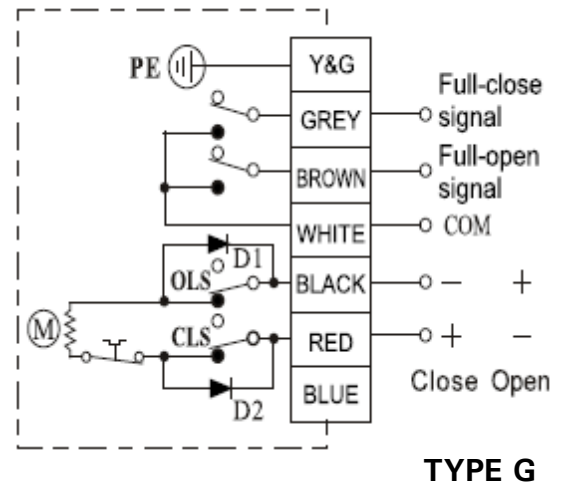 PE
Y&G
GREY
Full-close
signal
BROWN
Full-open
signal
WHITE
COM
D1
OLS
BLACK
− +
M
CLS
RED
+ −
Close Open
D2
BLUE
TYPE G